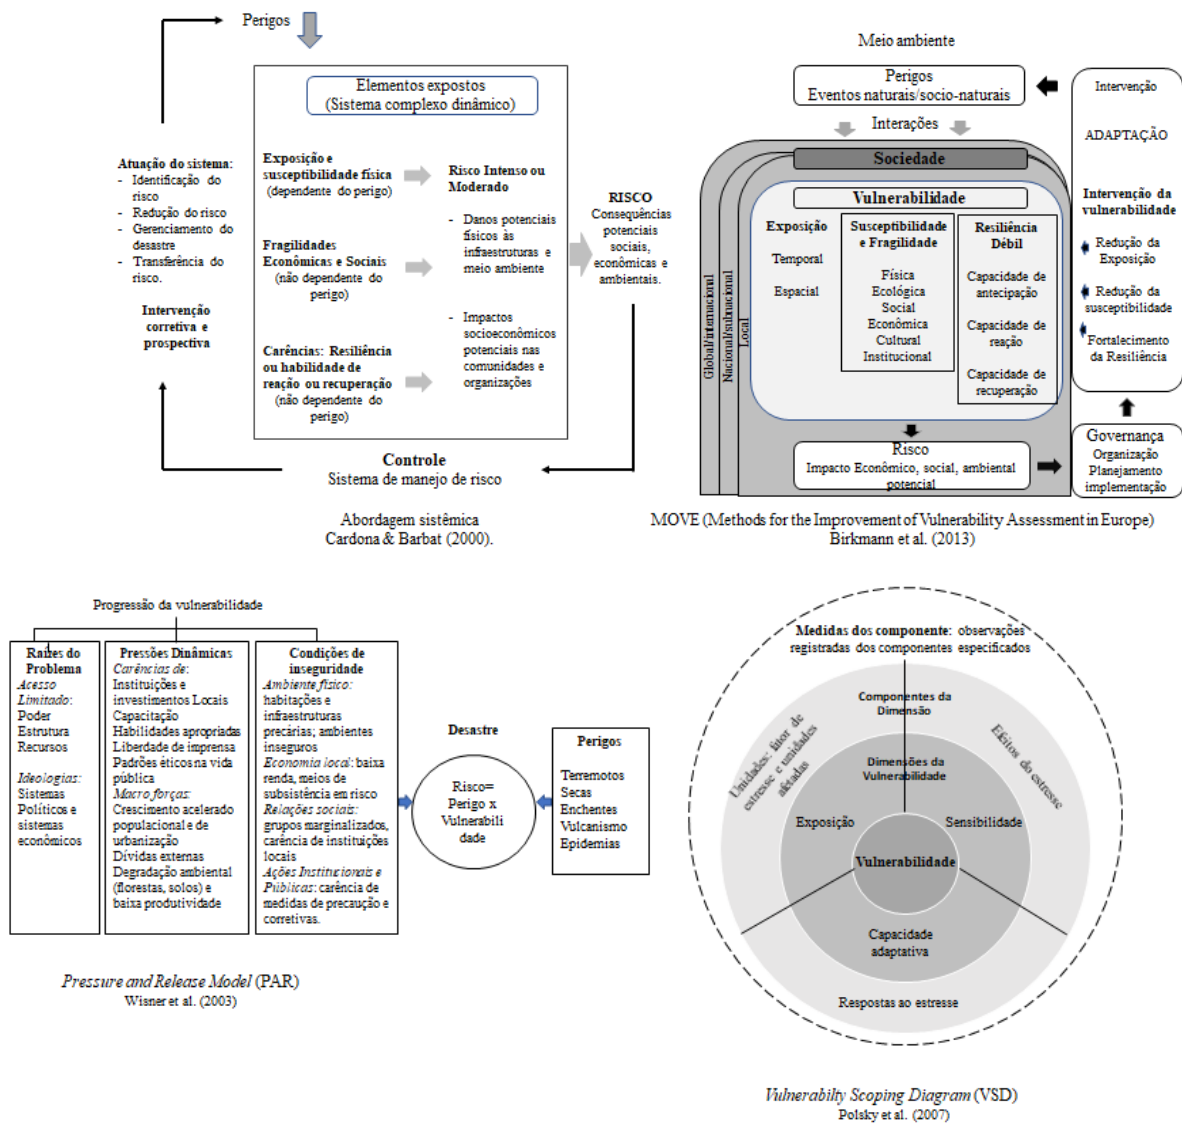 Perigos
Elementos expostos
(Sistema complexo dinâmico)
Atuação do sistema:
- Identificação do
risco
- Redução do risco
- Gerenciamento do
desastre
- Transferência do
risco.
Intervenção
corretiva e
prospectiva
Exposição e
susceptibilidade física
(dependente do perigo)
Fragilidades
Econômicas e Sociais
(não dependente do
perigo)
Carências: Resiliência
ou habilidade de
reação ou recuperação
(não dependente do
perigo)
Risco Intenso ou
Moderado
- Danos potenciais
físicos às
infraestruturas e
meio ambiente
- Impactos
socioeconômicos
potenciais nas
comunidades e
organizações
RISCO
Consequências
potenciais
sociais,
econômicas e
ambientais.
Controle
Sistema de manejo de risco
Abordagem sistêmica
Cardona & Barbat (2000).
Meio ambiente
Perigos
Eventos naturais/socio-naturais
Interações
Sociedade
Vulnerabilidade
Global/internacional
Nacional/subnacional
Local
Exposição
Temporal
Espacial
Susceptibilidade
e Fragilidade
Física
Ecológica
Social
Econômica
Cultural
Institucional
Resiliência
Débil
Capacidade de
antecipação
Capacidade de
reação
Capacidade de
recuperação
Risco
Impacto Econômico, social, ambiental
potencial
Intervenção
ADAPTAÇÃO
Intervenção da
vulnerabilidade
Redução da
Exposição
Redução da
susceptibilidade
Fortalecimento
da Resiliência
Governança
Organização
Planejamento
implementação
MOVE (Methods for the Improvement of Vulnerability Assessment in Europe)
Birkmann et al. (2013)
Progressão da vulnerabilidade
Raízes do
Problema
Acesso
Limitado:
Poder
Estrutura
Recursos
Ideologias:
Sistemas
Políticos e
sistemas
econômicos
Pressões Dinâmicas
Carências de:
Instituições e
investimentos Locais
Capacitação
Habilidades apropriadas
Liberdade de imprensa
Padrões éticos na vida
pública
Macro forças:
Crescimento acelerado
populacional e de
urbanização
Dívidas externas
Degradação ambiental
(florestas, solos) e
baixa produtividade
Condições de
inseguridade
Ambiente físico:
habitações e
infraestruturas
precárias; ambientes
inseguros
Economia local: baixa
renda, meios de
subsistência em risco
Relações sociais:
grupos marginalizados,
carência de instituições
locais
Ações Institucionais e
Públicas: carência de
medidas de precaução e
corretivas.
Desastre
Risco=
Perigo x
Vulnerabili
dade
Perigos
Terremotos
Secas
Enchentes
Vulcanismo
Epidemias
Pressure and Release Model (PAR)
Wisner et al. (2003)
Medidas dos componente: observações
registradas dos componentes especificados
Componentes da
Dimensão
Unidades: fator de
estresse e unidades
afetadas
Efeitos do estresse
Dimensões da
Vulnerabilidade
Exposição
Sensibilidade
Vulnerabilidade
Capacidade
adaptativa
Respostas ao estresse
Vulnerabilty Scoping Diagram (VSD)
Polsky et al. (2007)